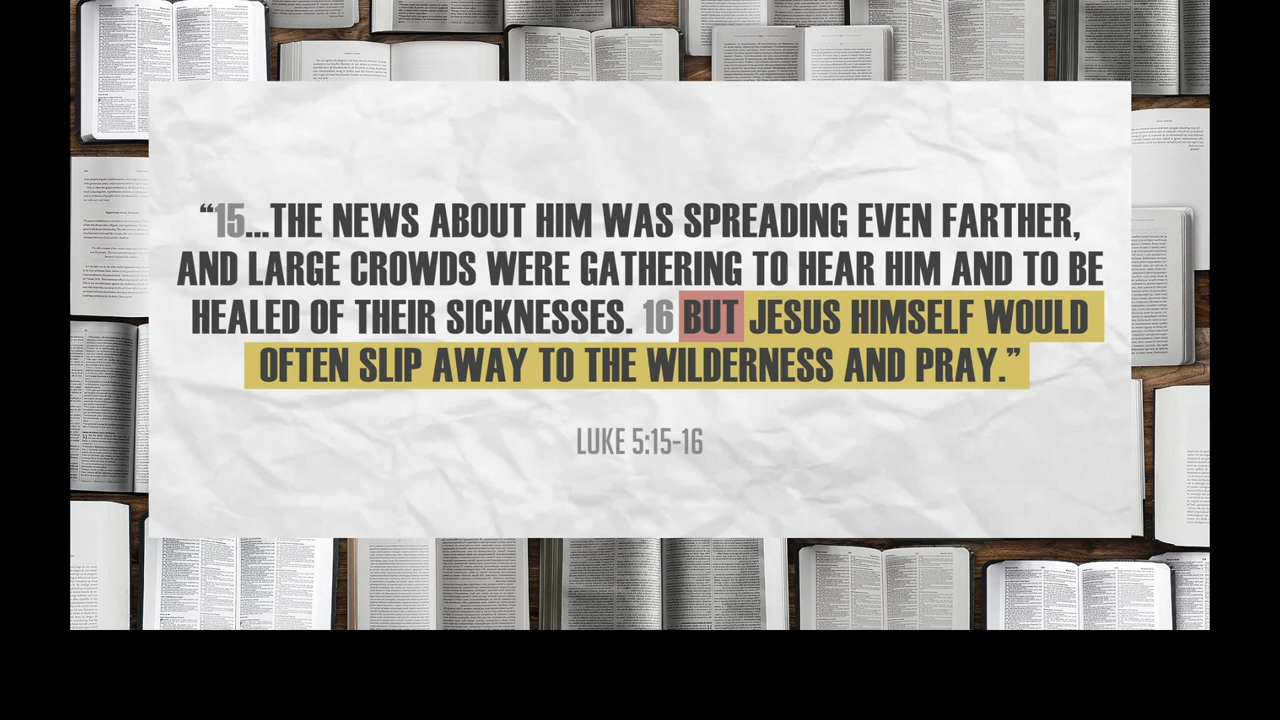 “15...THE NEWS ABOUT HIM WAS SPREADING EVEN FARTHER,
AND LARGE CROWDS WERE GATHERING TO HEAR HIM AND TO BE
HEALED OF THEIR SICKNESSES. 16 BUT JESUS HIMSELF WOULD
OFTEN SLIP AWAY TO THE WILDERNESS AND PRAY.”
LUKE 5:15-16